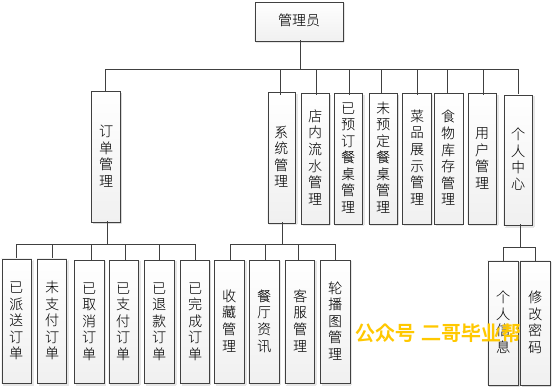 管理员
订单管理
系统管理
店内流水管理
已预订餐桌管理
未预定餐桌管理
菜品展示管理
食物库存管理
用户管理
个人中心
已派送订单
未支付订单
已取消订单
已支付订单
已退款订单
已完成订单
收藏管理
餐厅资讯
客服管理
轮播图管理
个人信息
修改密码
公众号 二哥毕业帮